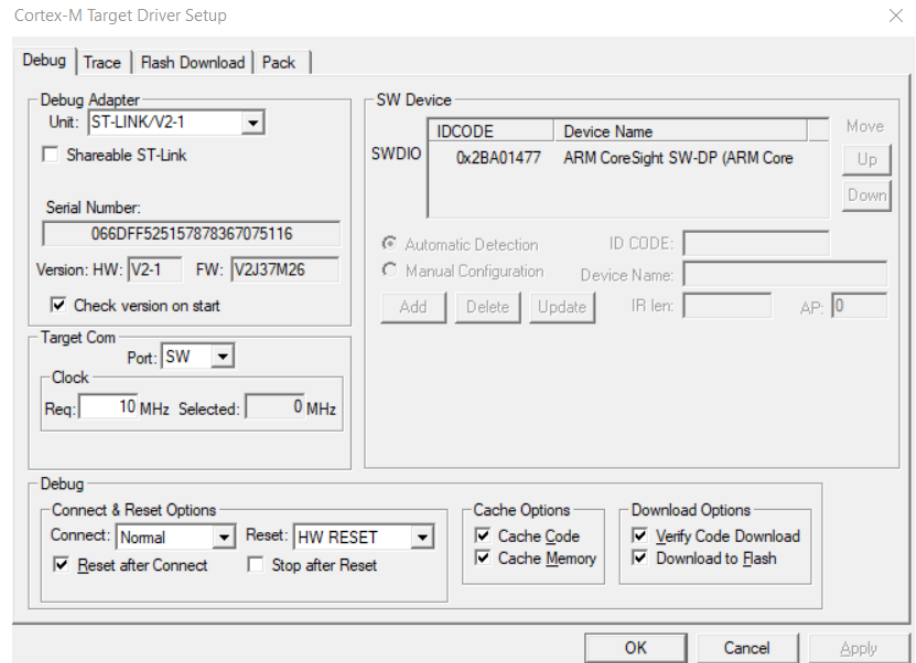 Cortex-M Target Driver Setup
Debug Trace Flash Download Pack
Debug Adapter
Unit: ST-LINK/V2-1
Shareable ST-Link
Serial Number:
066DFF525157878367075116
Version: HW: V2-1 FW: V2J37M26
Check version on start
Target Com
Port: SW
Clock
Req: 10 MHz Selected: 0 MHz
SW Device
IDCODE Device Name
SWDIO 0x2BA01477 ARM CoreSight SW-DP (ARM Core
Move
Up
Down
Automatic Detection ID CODE:
Manual Configuration Device Name:
Add Delete Update IR len: AP: 0
Debug
Connect & Reset Options
Connect: Normal Reset: HW RESET
Reset after Connect Stop after Reset
Cache Options
Cache Code
Cache Memory
Download Options
Verify Code Download
Download to Flash
OK Cancel Apply